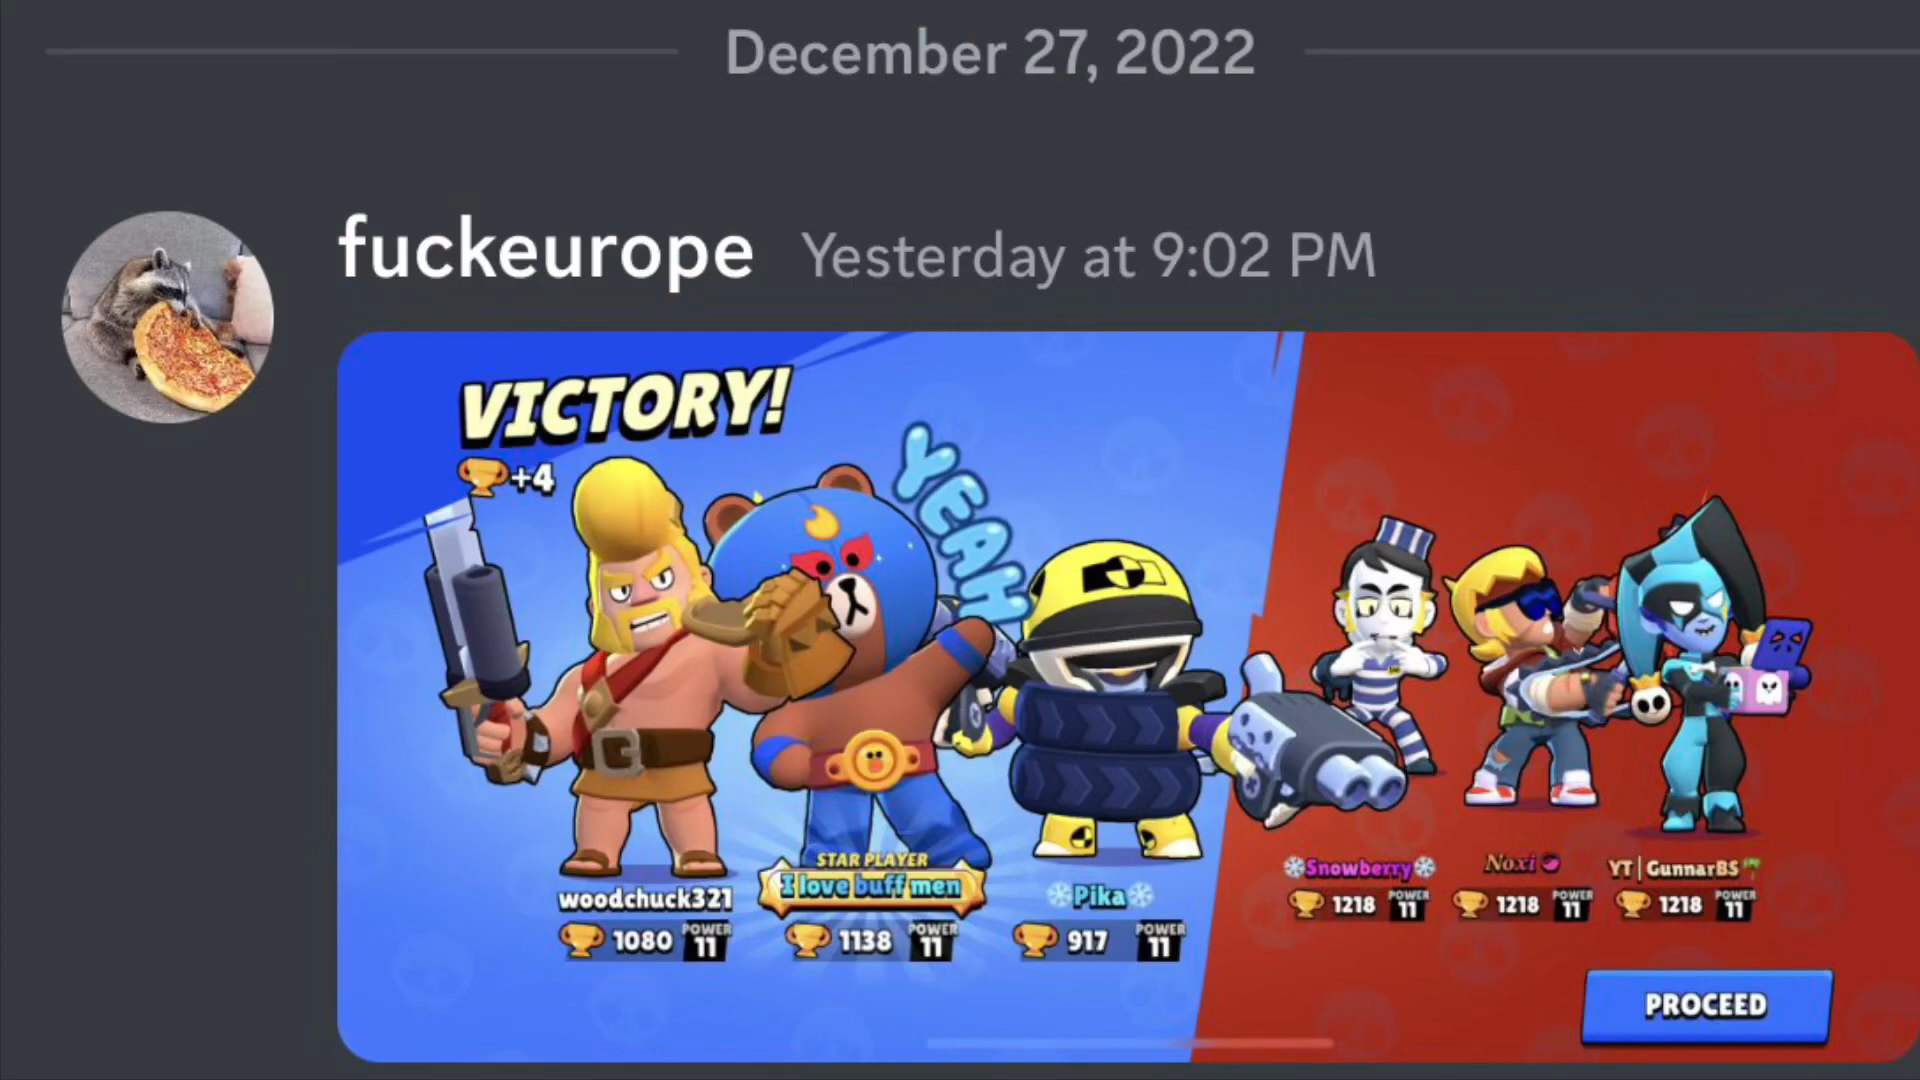 December 27, 2022
fuckeurope Yesterday at 9:02 PM
VICTORY!
+4
YEAH
STAR PLAYER
woodchuck321
I love buff men
❄Pika❄
1080 POWER 11
1138 POWER 11
917 POWER 11
❄Snowberry❄
Noxi
YT|GunnarBS🌴
1218 POWER 11
1218 POWER 11
1218 POWER 11
PROCEED